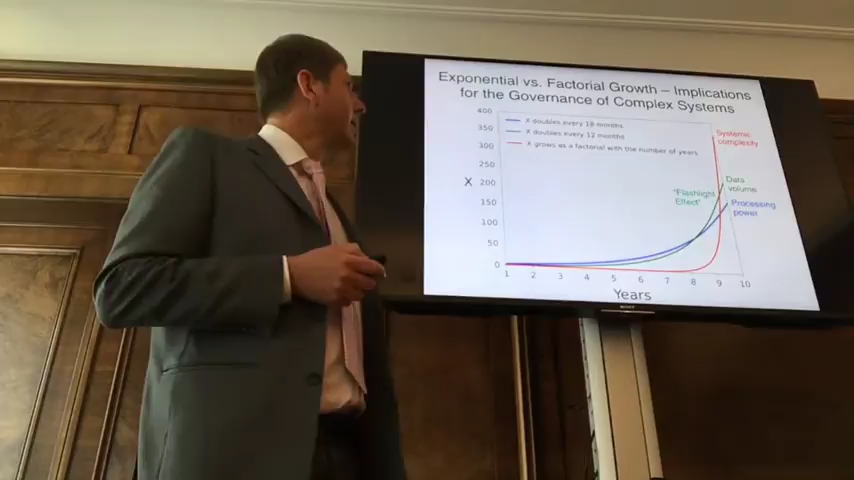 Exponential vs. Factorial Growth – Implications
for the Governance of Complex Systems
400
350
300
250
200
150
100
50
0
X
X doubles every 18 months
X doubles every 12 months
X grows as a factorial with the number of years
Systemic
complexity
Data
volume
"Flashlight
Effect"
Processing
power
1 2 3 4 5 6 7 8 9 10
Years
SONY